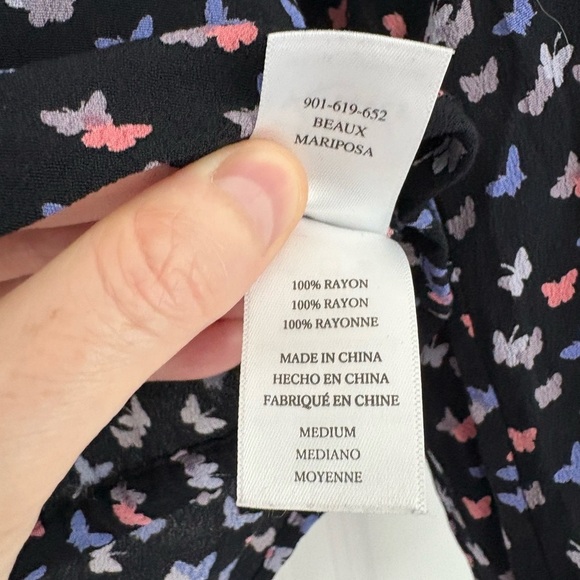 901-619-652
BEAUX
MARIPOSA
100% RAYON
100% RAYON
100% RAYONNE
MADE IN CHINA
HECHO EN CHINA
FABRIQUÉ EN CHINE
MEDIUM
MEDIANO
MOYENNE